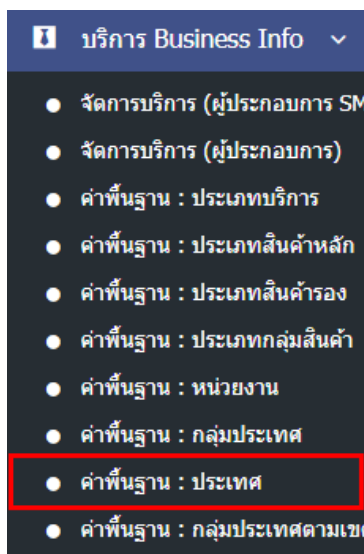 บริการ Business Info
จัดการบริการ (ผู้ประกอบการ SM
จัดการบริการ (ผู้ประกอบการ)
ค่าพื้นฐาน : ประเภทบริการ
ค่าพื้นฐาน : ประเภทสินค้าหลัก
ค่าพื้นฐาน : ประเภทสินค้ารอง
ค่าพื้นฐาน : ประเภทกลุ่มสินค้า
ค่าพื้นฐาน : หน่วยงาน
ค่าพื้นฐาน : กลุ่มประเทศ
ค่าพื้นฐาน : ประเทศ
ค่าพื้นฐาน : กลุ่มประเทศตามเข